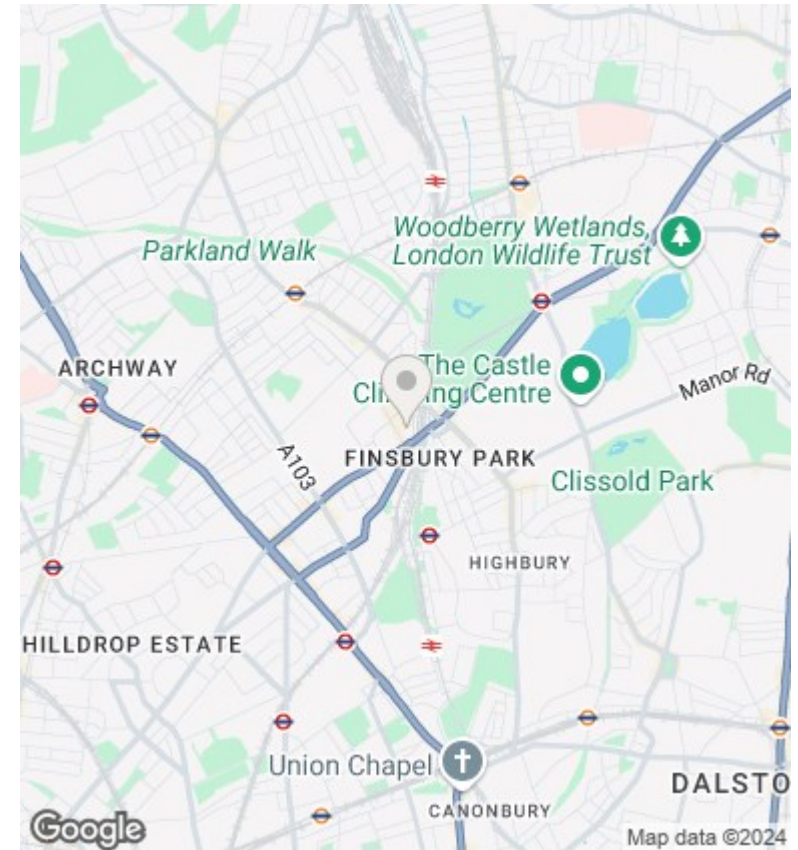 Woodberry Wetlands,
London Wildlife Trust
Parkland Walk
ARCHWAY
The Castle
Climbing Centre
Manor Rd
A103
FINSBURY PARK
Clissold Park
HIGHBURY
HILLDROP ESTATE
Union Chapel
DALSTO
CANONBURY
Google
Map data ©2024